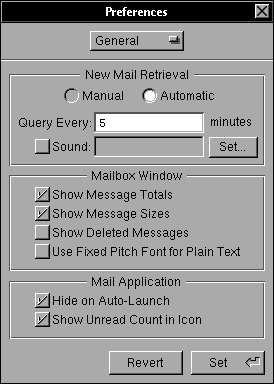 Preferences
General
New Mail Retrieval
Manual Automatic
Query Every: 5 minutes
Sound: Set...
Mailbox Window
Show Message Totals
Show Message Sizes
Show Deleted Messages
Use Fixed Pitch Font for Plain Text
Mail Application
Hide on Auto-Launch
Show Unread Count in Icon
Revert Set